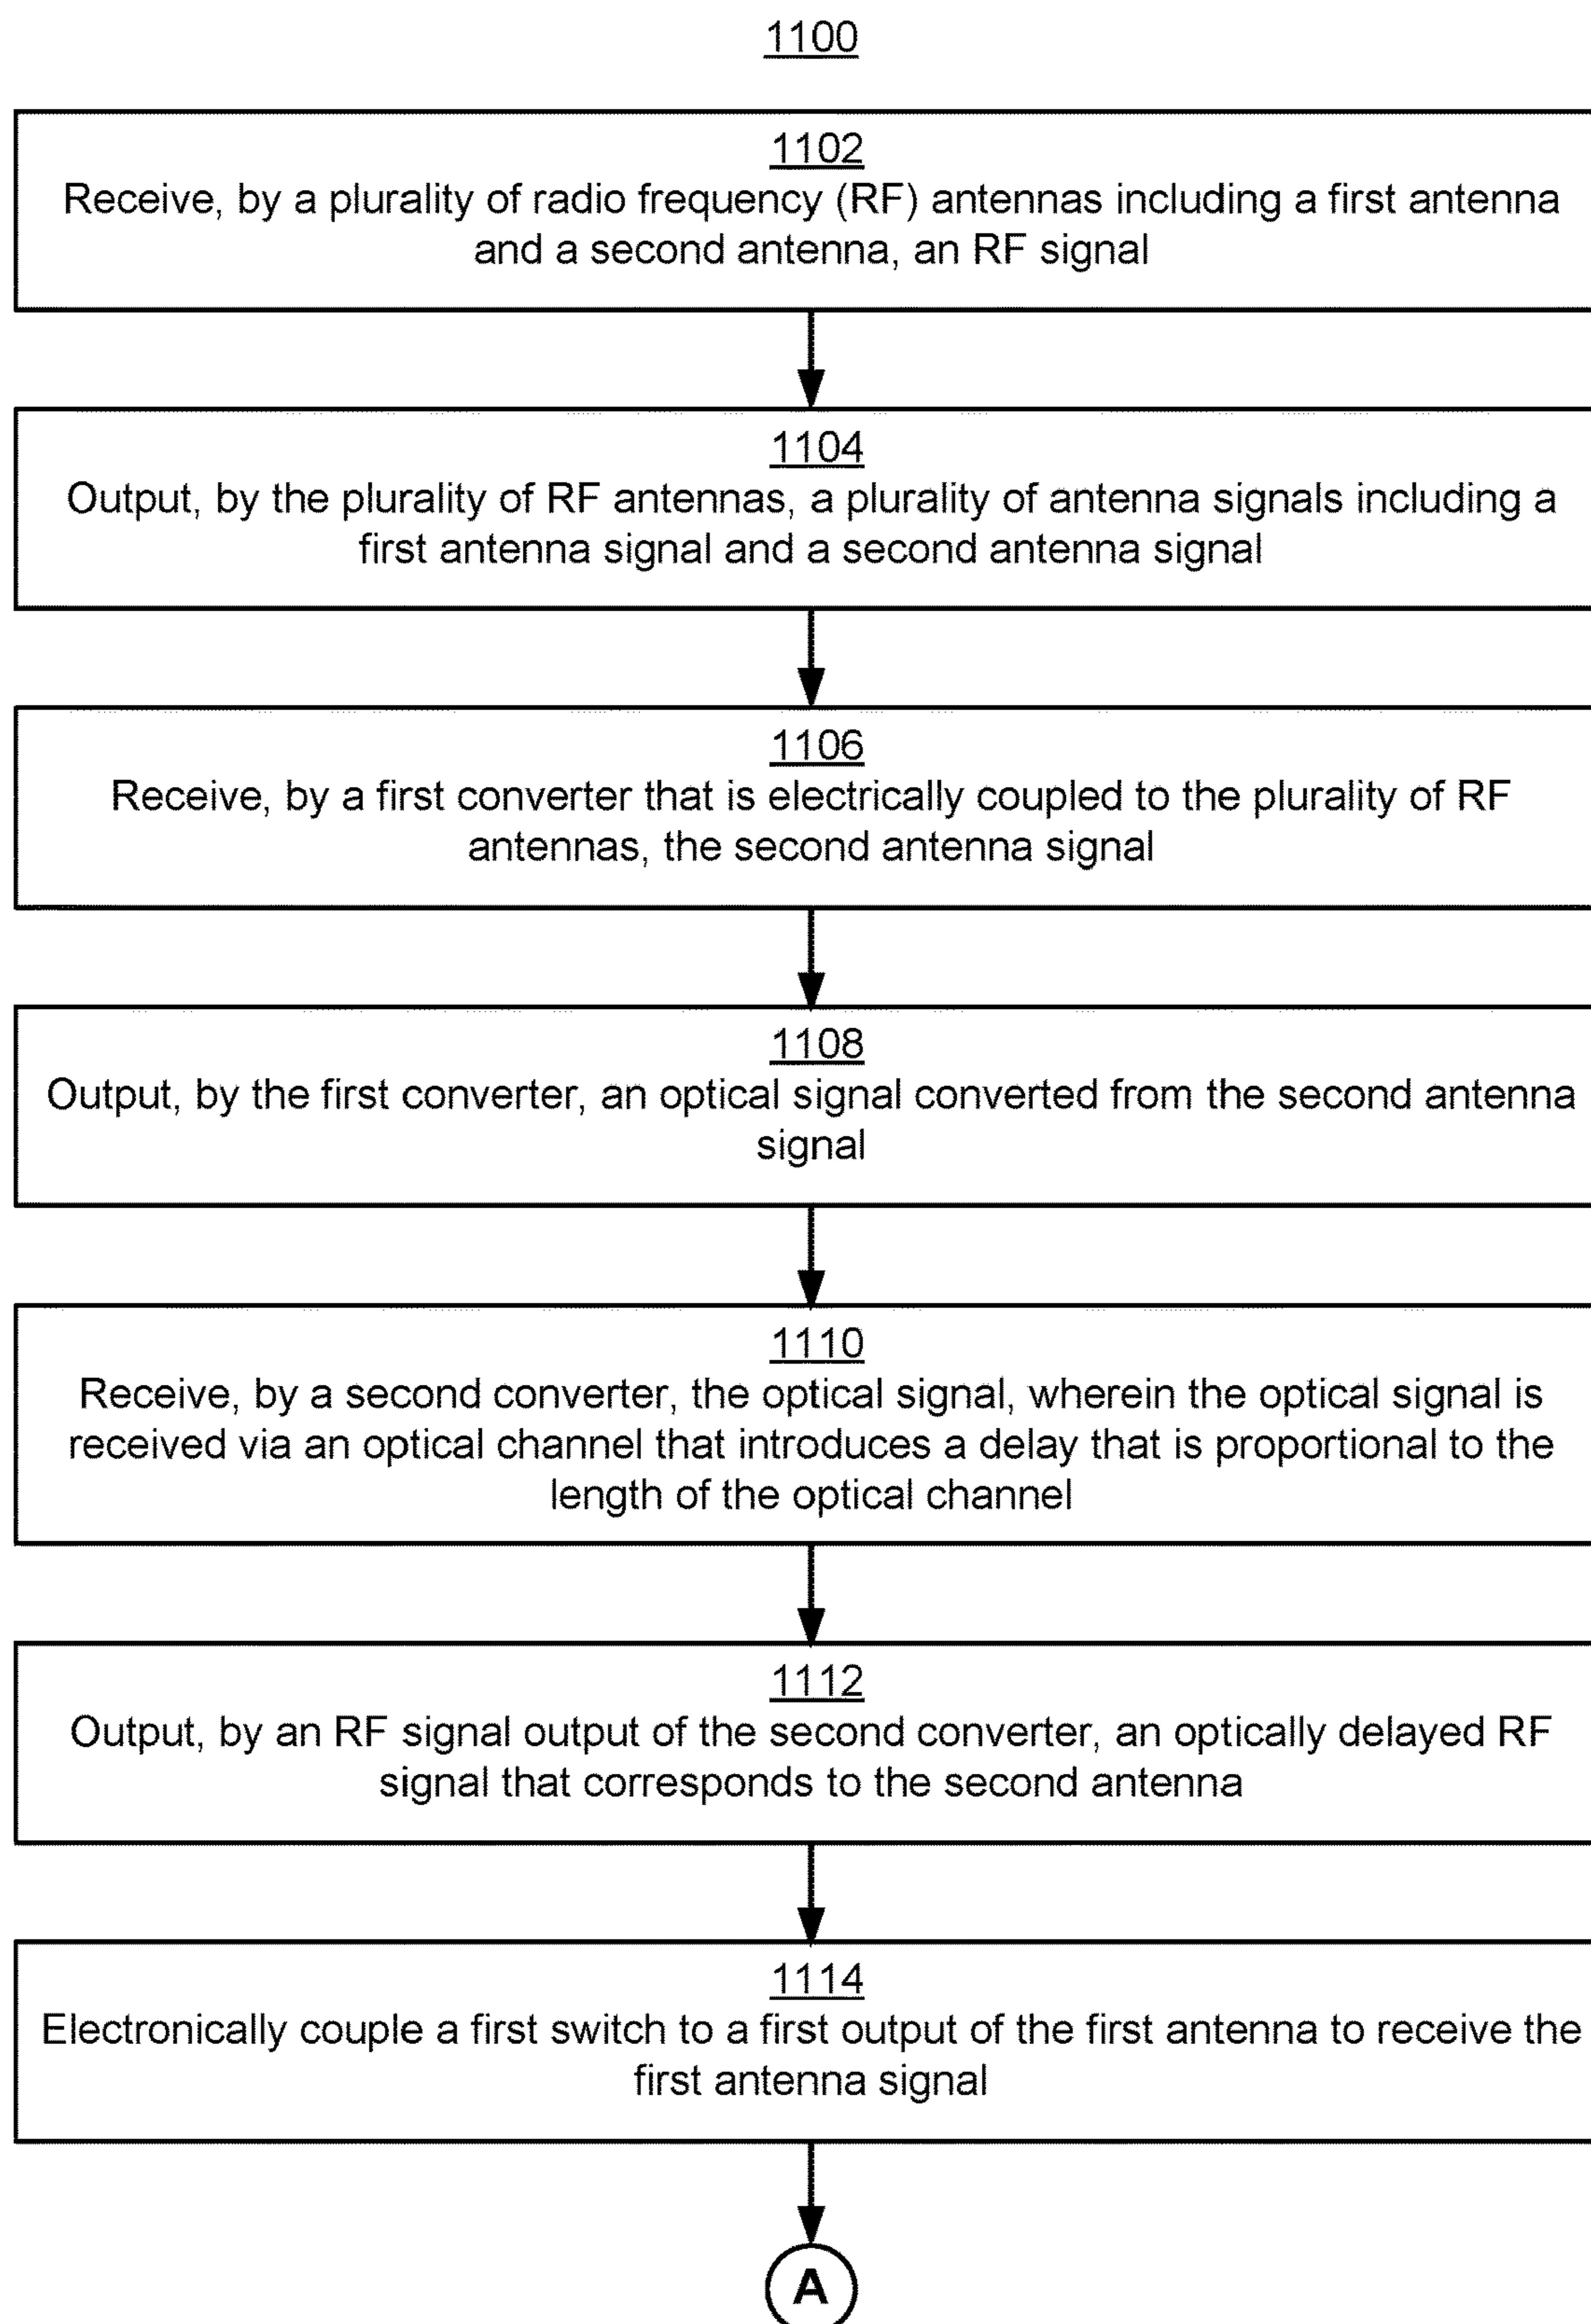 1100
1102
Receive, by a plurality of radio frequency (RF) antennas including a first antenna
and a second antenna, an RF signal
1104
Output, by the plurality of RF antennas, a plurality of antenna signals including a
first antenna signal and a second antenna signal
1106
Receive, by a first converter that is electrically coupled to the plurality of RF
antennas, the second antenna signal
1108
Output, by the first converter, an optical signal converted from the second antenna
signal
1110
Receive, by a second converter, the optical signal, wherein the optical signal is
received via an optical channel that introduces a delay that is proportional to the
length of the optical channel
1112
Output, by an RF signal output of the second converter, an optically delayed RF
signal that corresponds to the second antenna
1114
Electronically couple a first switch to a first output of the first antenna to receive the
first antenna signal
A